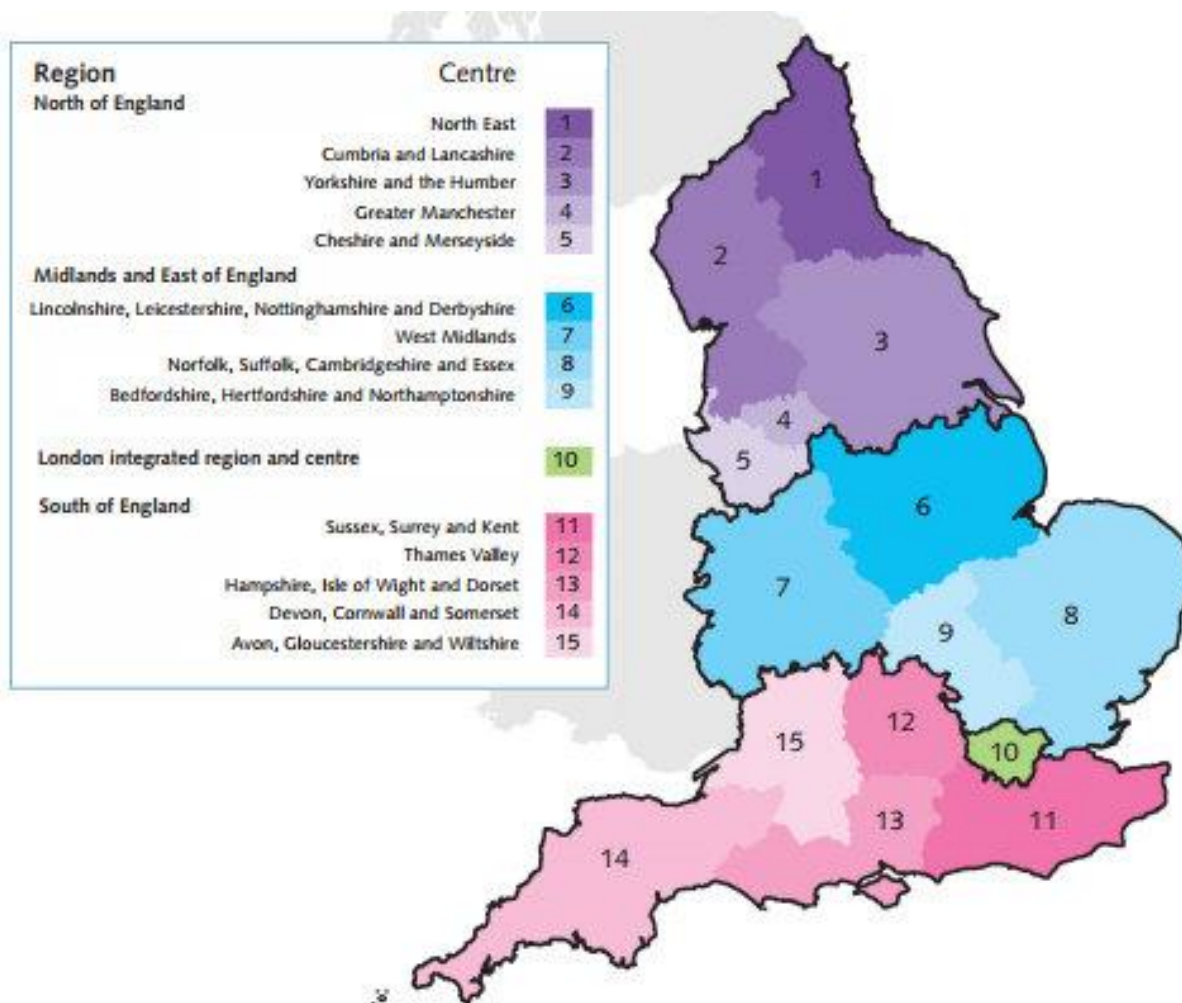 Region Centre
North of England
North East 1
Cumbria and Lancashire 2
Yorkshire and the Humber 3
Greater Manchester 4
Cheshire and Merseyside 5
Midlands and East of England
Lincolnshire, Leicestershire, Nottinghamshire and Derbyshire 6
West Midlands 7
Norfolk, Suffolk, Cambridgeshire and Essex 8
Bedfordshire, Hertfordshire and Northamptonshire 9
London integrated region and centre 10
South of England
Sussex, Surrey and Kent 11
Thames Valley 12
Hampshire, Isle of Wight and Dorset 13
Devon, Cornwall and Somerset 14
Avon, Gloucestershire and Wiltshire 15
1
2
3
4
5
6
7
8
9
10
12
15
11
13
14